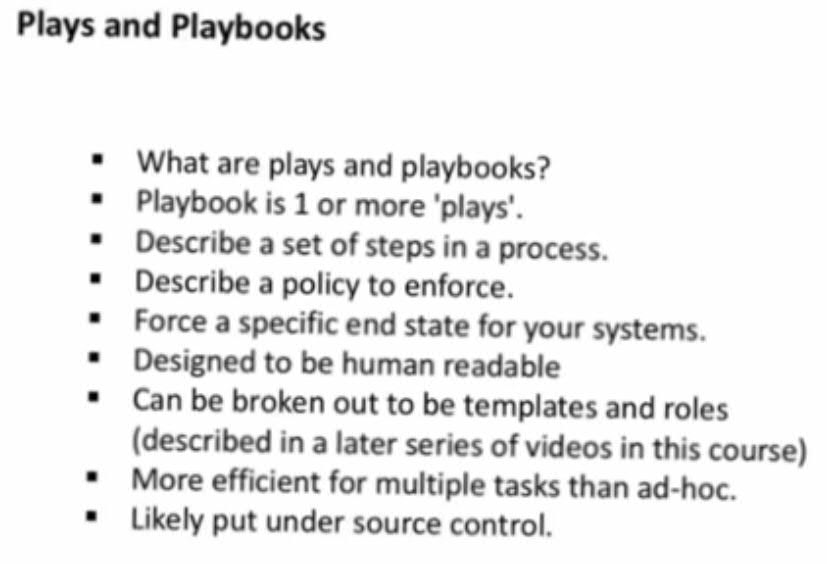 Plays and Playbooks
▪ What are plays and playbooks?
▪ Playbook is 1 or more 'plays'.
▪ Describe a set of steps in a process.
▪ Describe a policy to enforce.
▪ Force a specific end state for your systems.
▪ Designed to be human readable
▪ Can be broken out to be templates and roles
(described in a later series of videos in this course)
▪ More efficient for multiple tasks than ad-hoc.
▪ Likely put under source control.